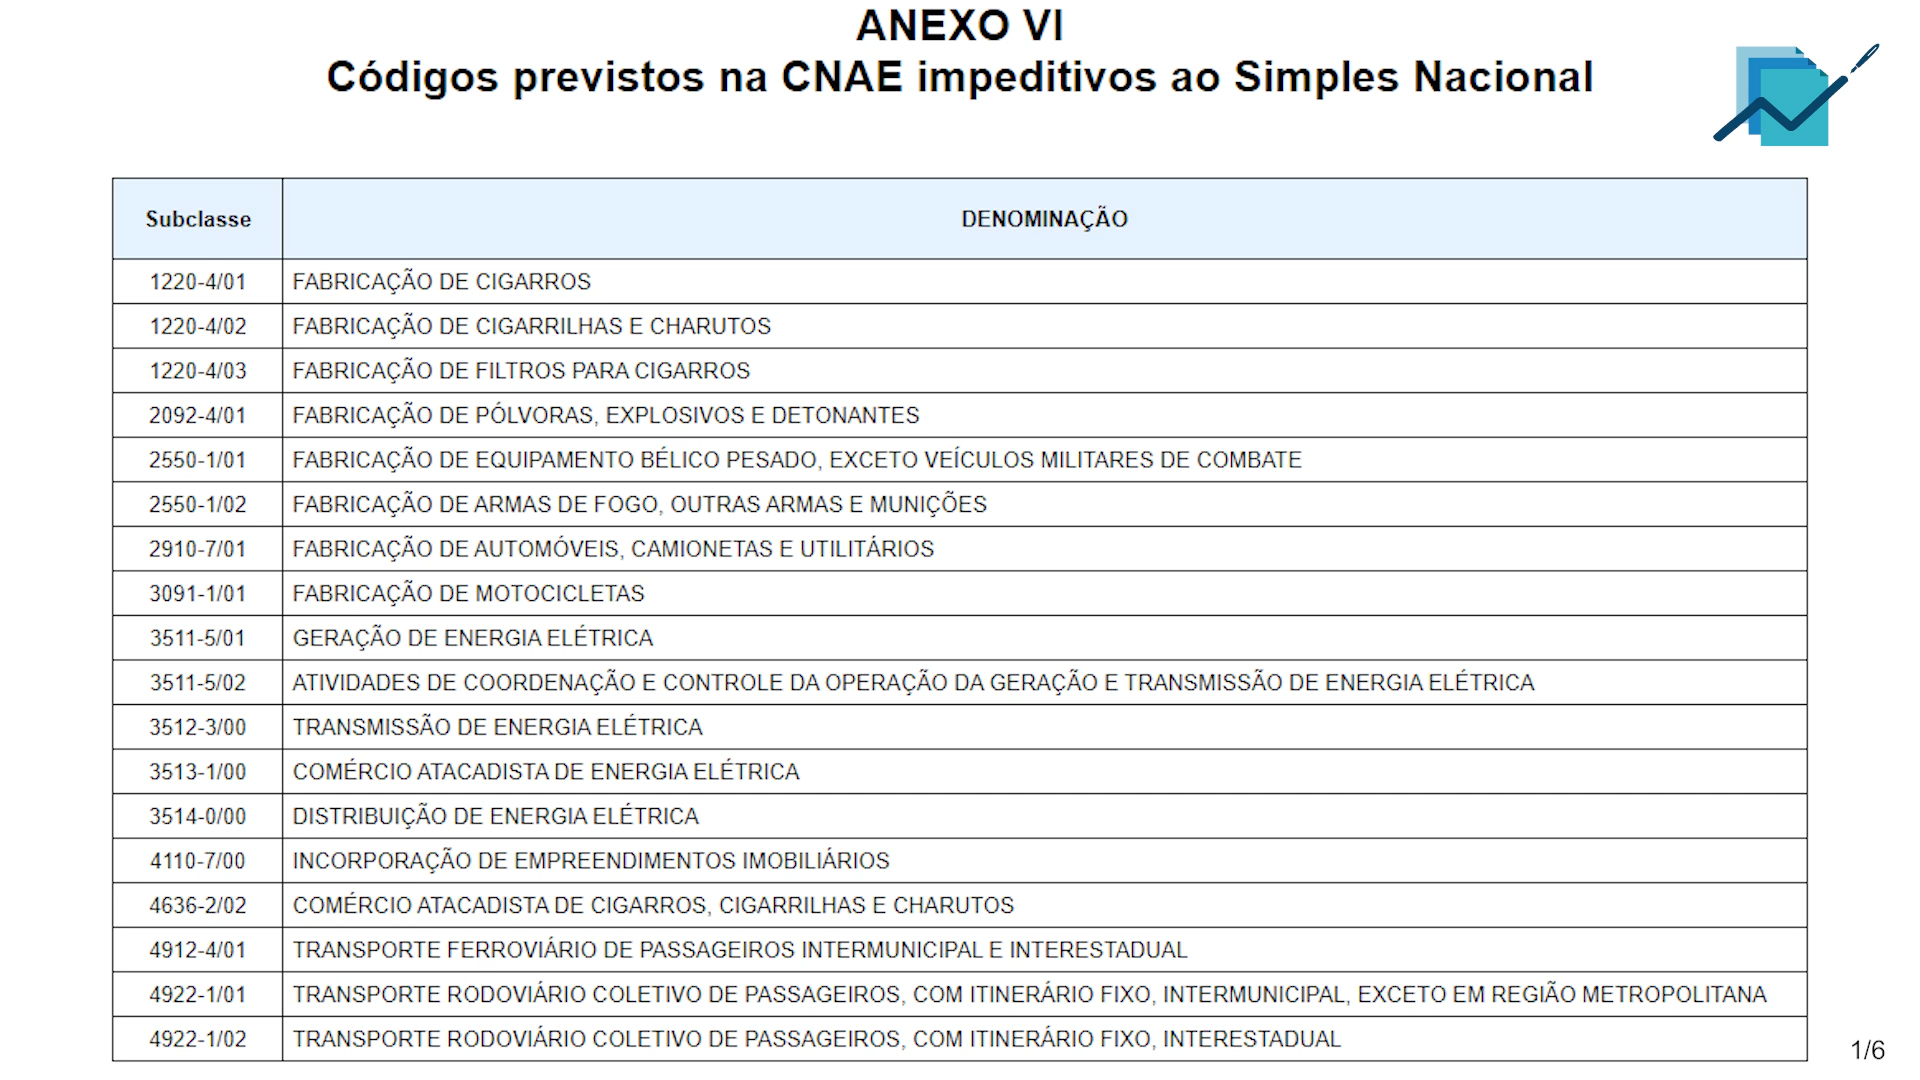 ANEXO VI
Códigos previstos na CNAE impeditivos ao Simples Nacional
Subclasse DENOMINAÇÃO
1220-4/01 FABRICAÇÃO DE CIGARROS
1220-4/02 FABRICAÇÃO DE CIGARRILHAS E CHARUTOS
1220-4/03 FABRICAÇÃO DE FILTROS PARA CIGARROS
2092-4/01 FABRICAÇÃO DE PÓLVORAS, EXPLOSIVOS E DETONANTES
2550-1/01 FABRICAÇÃO DE EQUIPAMENTO BÉLICO PESADO, EXCETO VEÍCULOS MILITARES DE COMBATE
2550-1/02 FABRICAÇÃO DE ARMAS DE FOGO, OUTRAS ARMAS E MUNIÇÕES
2910-7/01 FABRICAÇÃO DE AUTOMÓVEIS, CAMIONETAS E UTILITÁRIOS
3091-1/01 FABRICAÇÃO DE MOTOCICLETAS
3511-5/01 GERAÇÃO DE ENERGIA ELÉTRICA
3511-5/02 ATIVIDADES DE COORDENAÇÃO E CONTROLE DA OPERAÇÃO DA GERAÇÃO E TRANSMISSÃO DE ENERGIA ELÉTRICA
3512-3/00 TRANSMISSÃO DE ENERGIA ELÉTRICA
3513-1/00 COMÉRCIO ATACADISTA DE ENERGIA ELÉTRICA
3514-0/00 DISTRIBUIÇÃO DE ENERGIA ELÉTRICA
4110-7/00 INCORPORAÇÃO DE EMPREENDIMENTOS IMOBILIÁRIOS
4636-2/02 COMÉRCIO ATACADISTA DE CIGARROS, CIGARRILHAS E CHARUTOS
4912-4/01 TRANSPORTE FERROVIÁRIO DE PASSAGEIROS INTERMUNICIPAL E INTERESTADUAL
4922-1/01 TRANSPORTE RODOVIÁRIO COLETIVO DE PASSAGEIROS, COM ITINERÁRIO FIXO, INTERMUNICIPAL, EXCETO EM REGIÃO METROPOLITANA
4922-1/02 TRANSPORTE RODOVIÁRIO COLETIVO DE PASSAGEIROS, COM ITINERÁRIO FIXO, INTERESTADUAL
1/6